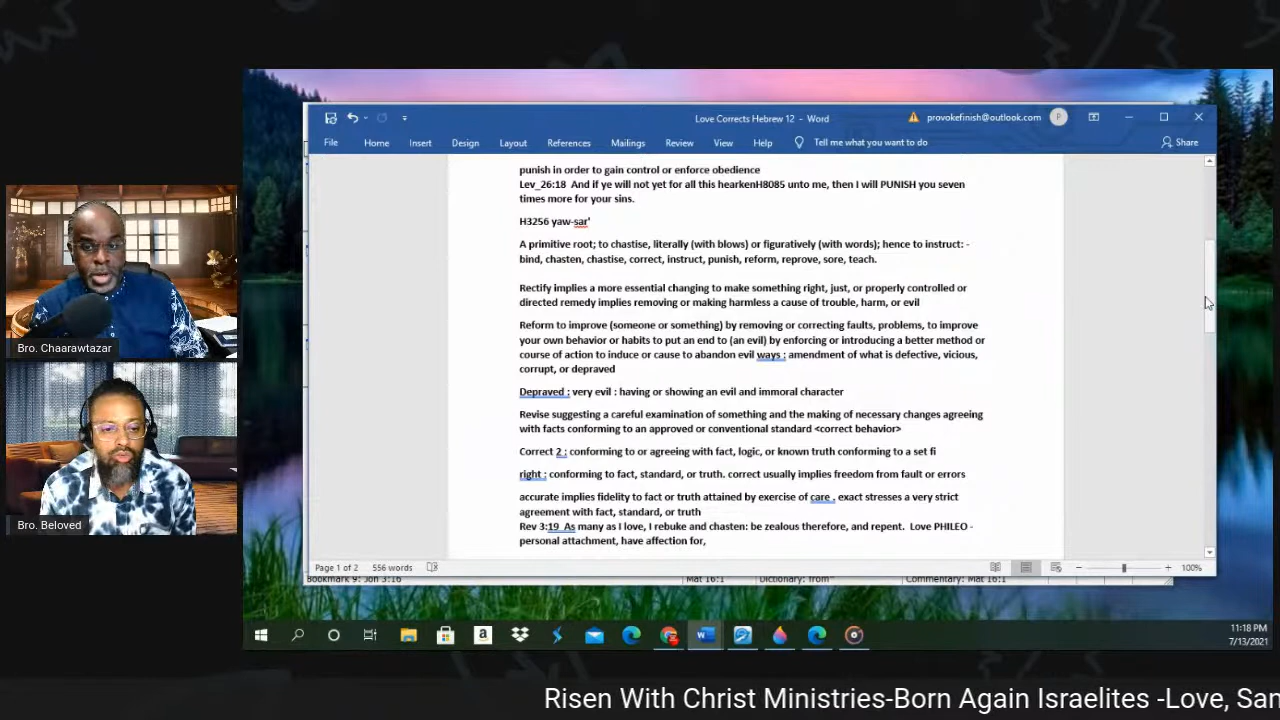 Love Corrects Hebrew 12 - Word
provokefinish@outlook.com
P
File Home Insert Design Layout References Mailings Review View Help Tell me what you want to do Share
punish in order to gain control or enforce obedience
Lev_26:18 And if ye will not yet for all this hearkenH8085 unto me, then I will PUNISH you seven
times more for your sins.
H3256 yaw-sar'
A primitive root; to chastise, literally (with blows) or figuratively (with words); hence to instruct: -
bind, chasten, chastise, correct, instruct, punish, reform, reprove, sore, teach.
Rectify implies a more essential changing to make something right, just, or properly controlled or
directed remedy implies removing or making harmless a cause of trouble, harm, or evil
Reform to improve (someone or something) by removing or correcting faults, problems, to improve
your own behavior or habits to put an end to (an evil) by enforcing or introducing a better method or
course of action to induce or cause to abandon evil ways : amendment of what is defective, vicious,
corrupt, or depraved
Depraved : very evil : having or showing an evil and immoral character
Revise suggesting a careful examination of something and the making of necessary changes agreeing
with facts conforming to an approved or conventional standard <correct behavior>
Correct 2 : conforming to or agreeing with fact, logic, or known truth conforming to a set fi
right : conforming to fact, standard, or truth. correct usually implies freedom from fault or errors
accurate implies fidelity to fact or truth attained by exercise of care . exact stresses a very strict
agreement with fact, standard, or truth
Rev 3:19 As many as I love, I rebuke and chasten: be zealous therefore, and repent. Love PHILEO -
personal attachment, have affection for,
Bro. Chaarawtazar
Bro. Beloved
Page 1 of 2 556 words 100%
Bookmark 9: Joh 3:16 Mat 16:1 Dictionary: from" Commentary: Mat 16:1
11:18 PM
7/13/2021
Risen With Christ Ministries-Born Again Israelites -Love, San